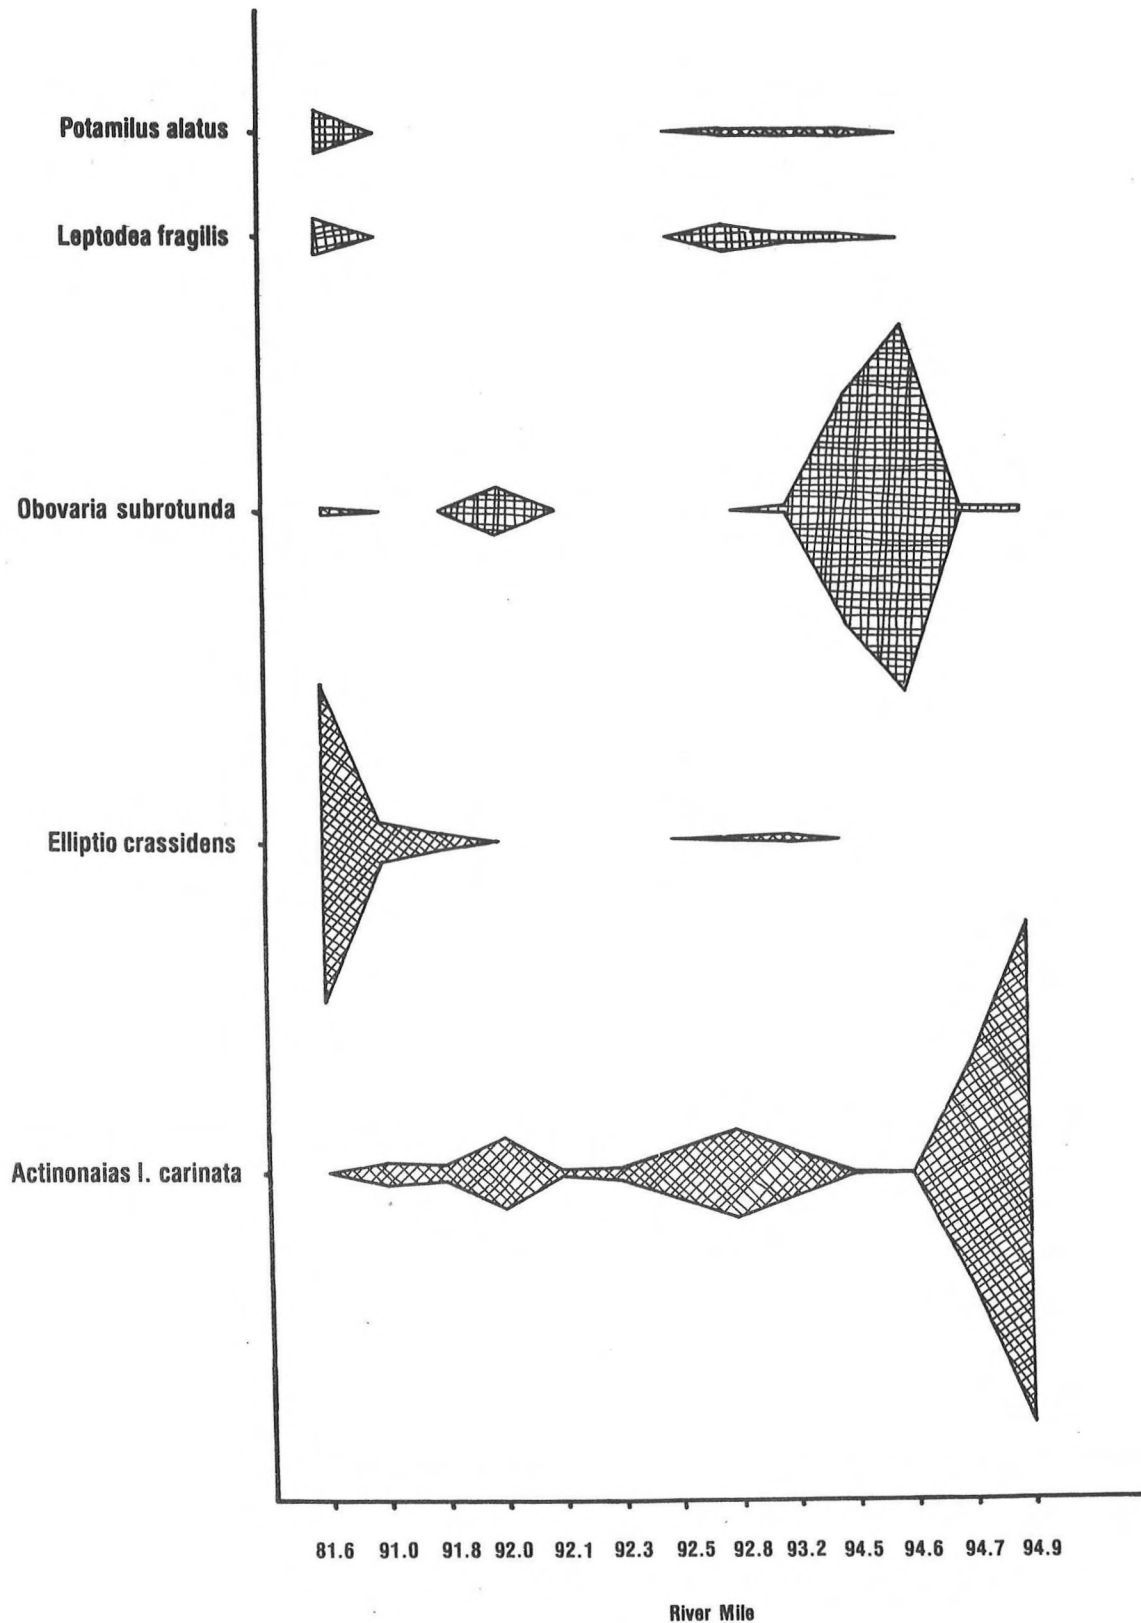 Potamilus alatus
Leptodea fragilis
Obovaria subrotunda
Elliptio crassidens
Actinonaias l. carinata
81.6 91.0 91.8 92.0 92.1 92.3 92.5 92.8 93.2 94.5 94.6 94.7 94.9
River Mile